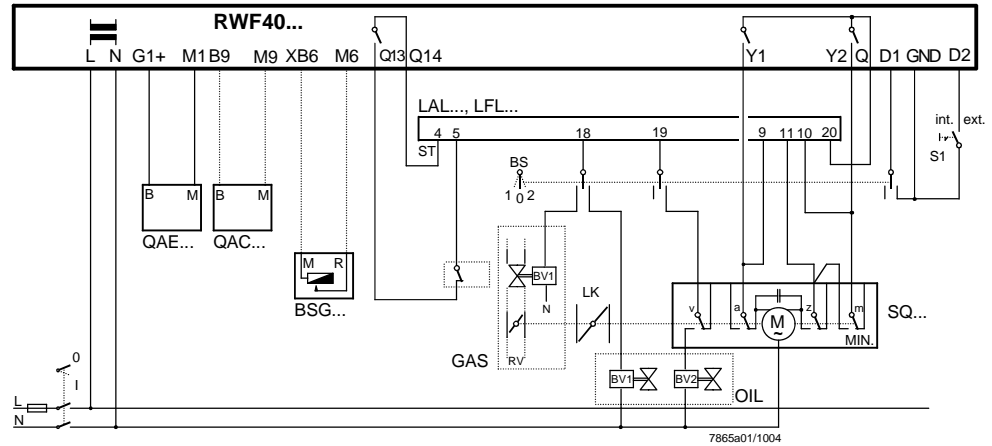 RWF40...
L N G1+ M1 B9 M9 XB6 M6 Q13 Q14 Y1 Y2 Q D1 GND D2
LAL..., LFL...
4 5 18 19 9 11 10 20
ST
int. ext.
S1
BS
1 0 2
B M B M
QAE... QAC...
M R
BSG...
BV1
N
LK
RV
GAS
v a M ~ z m
MIN.
SQ...
BV1 BV2
OIL
0
I
L
N
7865a01/1004